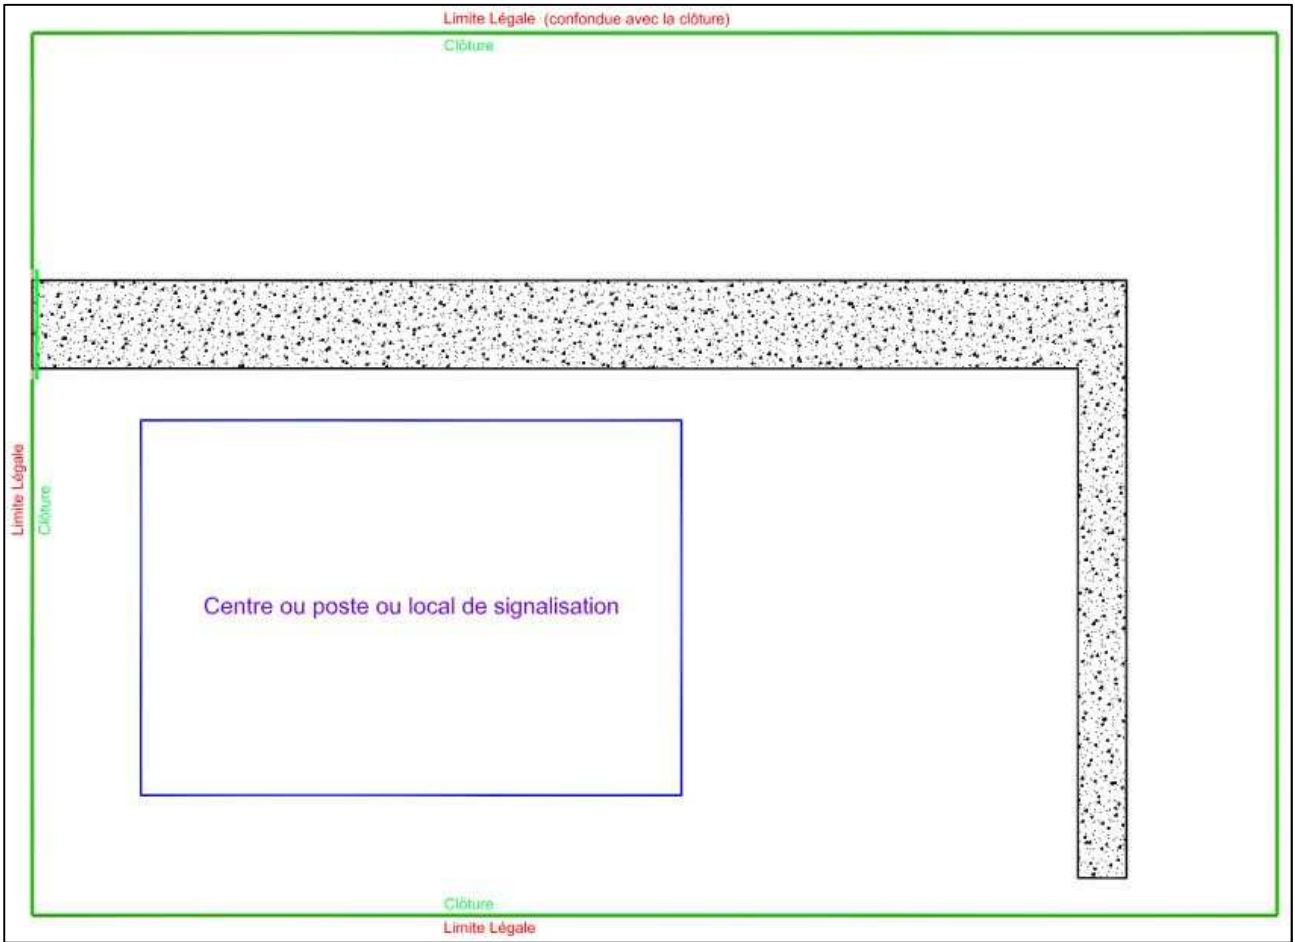 Limite Légale (confondue avec la clôture)
Clôture
Limite Légale
Clôture
Centre ou poste ou local de signalisation
Clôture
Limite Légale